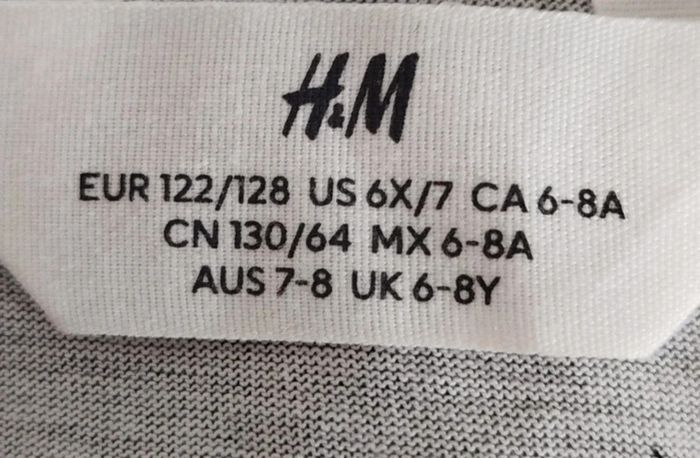 H&M
EUR 122/128 US 6X/7 CA 6-8A
CN 130/64 MX 6-8A
AUS 7-8 UK 6-8Y